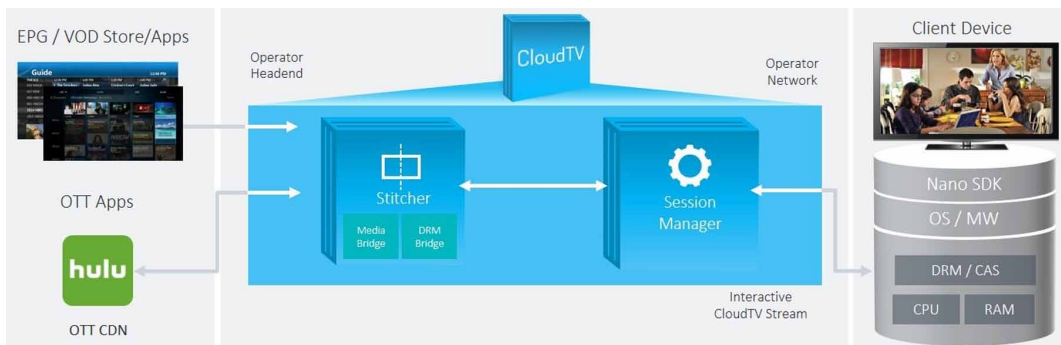 EPG / VOD Store/Apps
Guide
OTT Apps
hulu
OTT CDN
Operator
Headend
CloudTV
Operator
Network
Stitcher
Media
Bridge
DRM
Bridge
Session
Manager
Interactive
CloudTV Stream
Client Device
Nano SDK
OS / MW
DRM / CAS
CPU
RAM